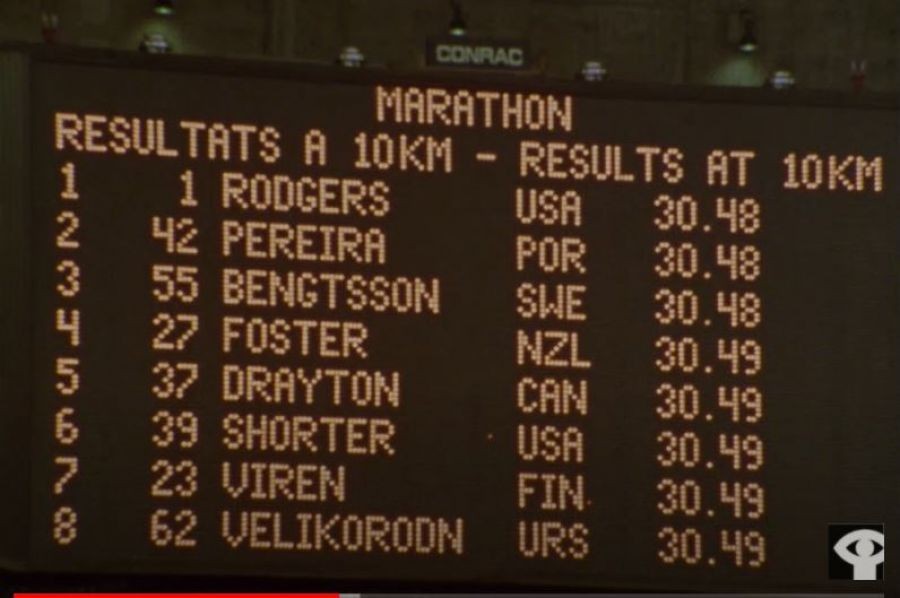 CONRAC
MARATHON
RESULTATS A 10KM - RESULTS AT 10KM
1 1 RODGERS USA 30.48
2 42 PEREIRA POR 30.48
3 55 BENGTSSON SWE 30.48
4 27 FOSTER NZL 30.49
5 37 DRAYTON CAN 30.49
6 39 SHORTER USA 30.49
7 23 VIREN FIN 30.49
8 62 VELIKORODN URS 30.49